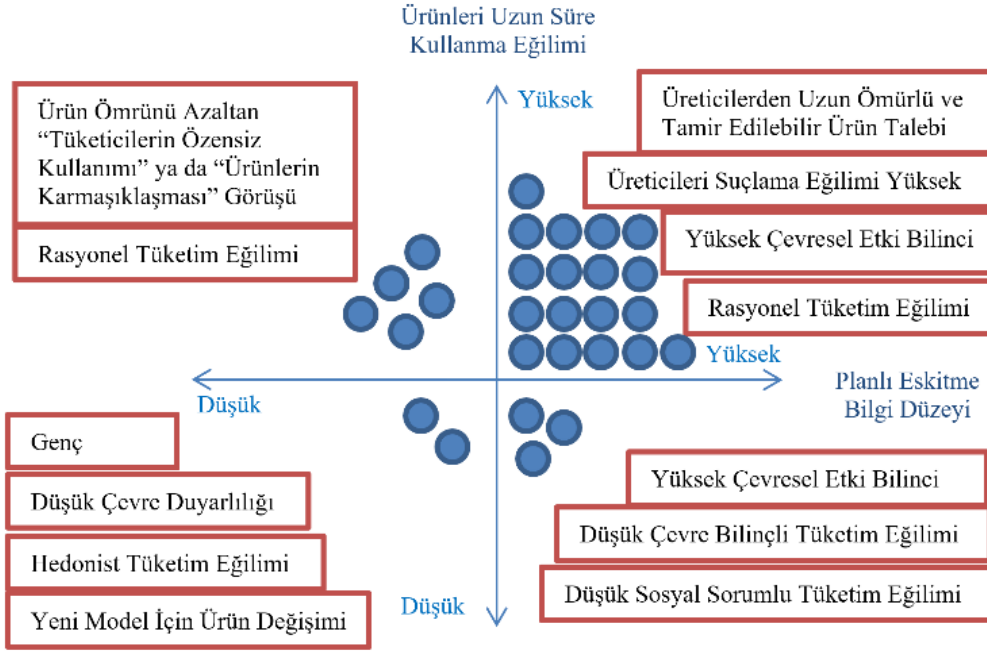 Ürünleri Uzun Süre
Kullanma Eğilimi
Yüksek
Ürün Ömrünü Azaltan
“Tüketicilerin Özensiz
Kullanımı” ya da “Ürünlerin
Karmaşıklaşması” Görüşü
Rasyonel Tüketim Eğilimi
Üreticilerden Uzun Ömürlü ve
Tamir Edilebilir Ürün Talebi
Üreticileri Suçlama Eğilimi Yüksek
Yüksek Çevresel Etki Bilinci
Rasyonel Tüketim Eğilimi
Yüksek
Düşük
Planlı Eskitme
Bilgi Düzeyi
Genç
Düşük Çevre Duyarlılığı
Hedonist Tüketim Eğilimi
Yeni Model İçin Ürün Değişimi
Düşük
Yüksek Çevresel Etki Bilinci
Düşük Çevre Bilinçli Tüketim Eğilimi
Düşük Sosyal Sorumlu Tüketim Eğilimi